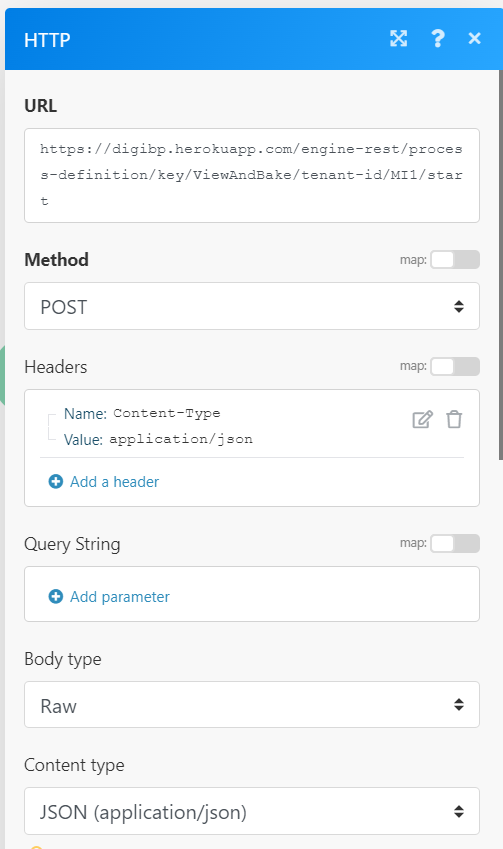 HTTP
?
URL
https://digibp.herokuapp.com/engine-rest/proces
s-definition/key/ViewAndBake/tenant-id/MI1/star
t
Method
map:
POST
Headers
map:
Name: Content-Type
Value: application/json
Add a header
Query String
map:
Add parameter
Body type
Raw
Content type
JSON (application/json)